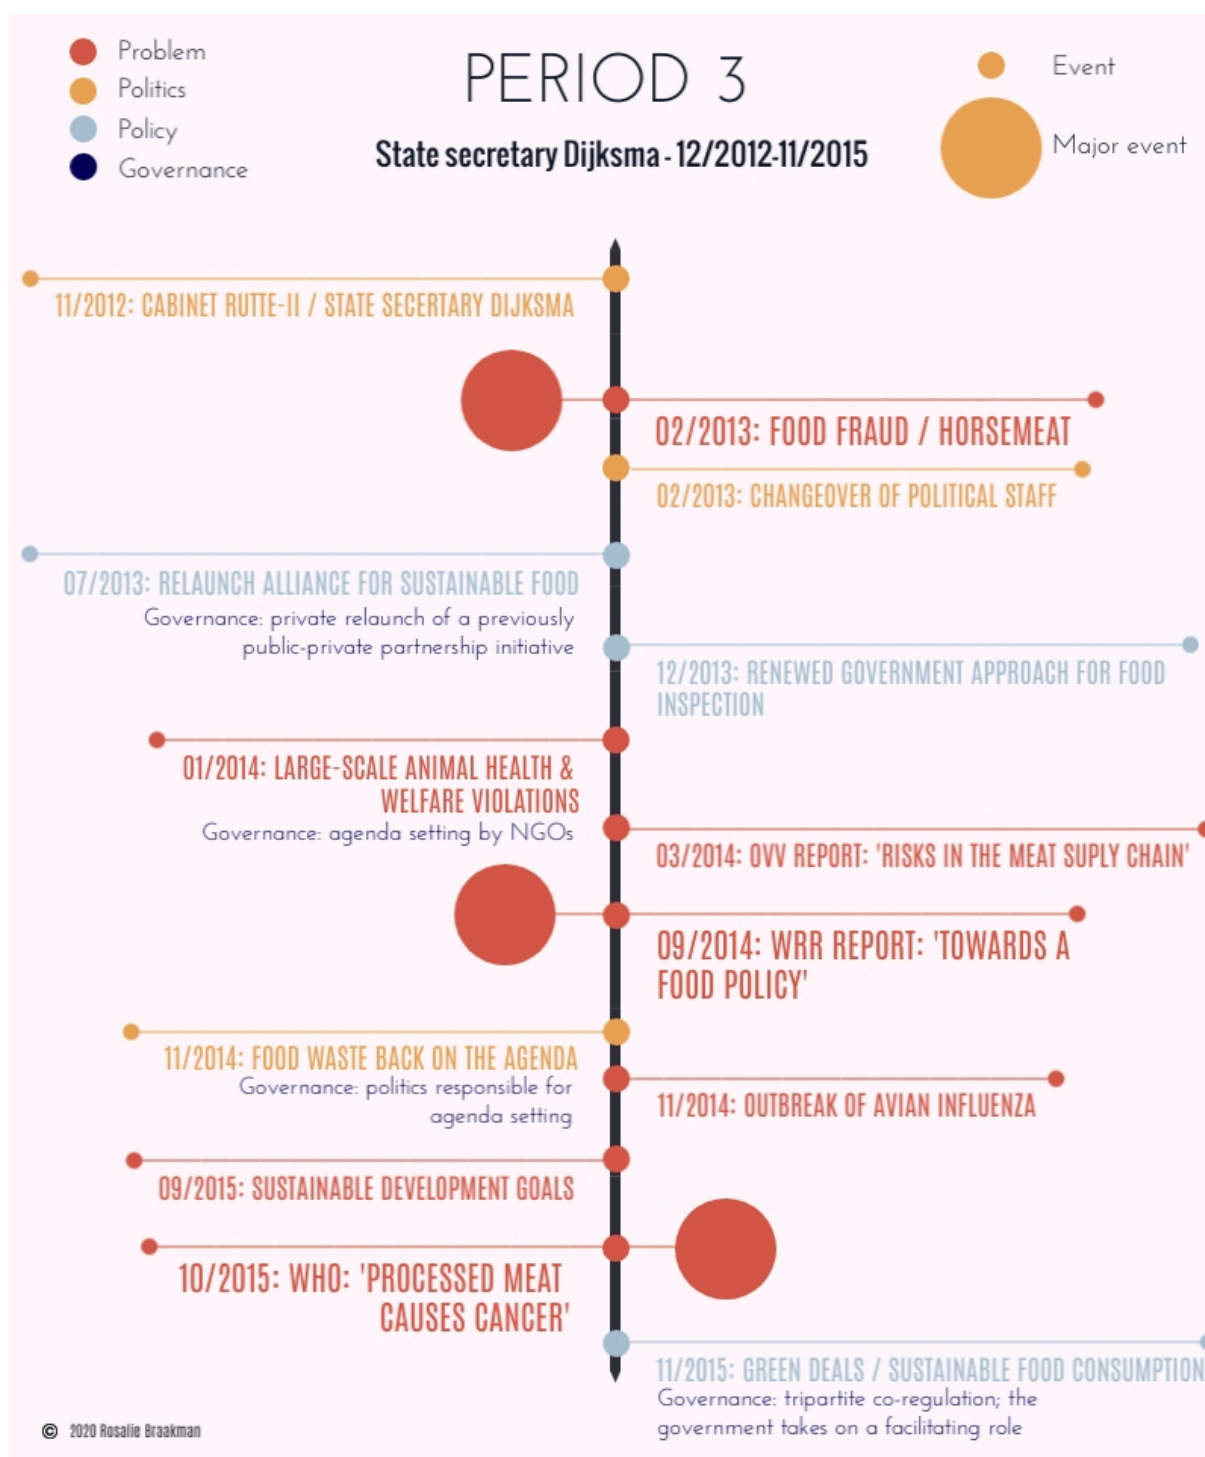 Problem
Politics
Policy
Governance
PERIOD 3
State secretary Dijksma - 12/2012-11/2015
Event
Major event
11/2012: CABINET RUTTE-II / STATE SECERTARY DIJKSMA
02/2013: FOOD FRAUD / HORSEMEAT
02/2013: CHANGEOVER OF POLITICAL STAFF
07/2013: RELAUNCH ALLIANCE FOR SUSTAINABLE FOOD
Governance: private relaunch of a previously
public-private partnership initiative
12/2013: RENEWED GOVERNMENT APPROACH FOR FOOD
INSPECTION
01/2014: LARGE-SCALE ANIMAL HEALTH &
WELFARE VIOLATIONS
Governance: agenda setting by NGOs
03/2014: OVV REPORT: 'RISKS IN THE MEAT SUPLY CHAIN'
09/2014: WRR REPORT: 'TOWARDS A
FOOD POLICY'
11/2014: FOOD WASTE BACK ON THE AGENDA
Governance: politics responsible for
agenda setting
11/2014: OUTBREAK OF AVIAN INFLUENZA
09/2015: SUSTAINABLE DEVELOPMENT GOALS
10/2015: WHO: 'PROCESSED MEAT
CAUSES CANCER'
11/2015: GREEN DEALS / SUSTAINABLE FOOD CONSUMPTION
Governance: tripartite co-regulation; the
government takes on a facilitating role
© 2020 Rosalie Braakman